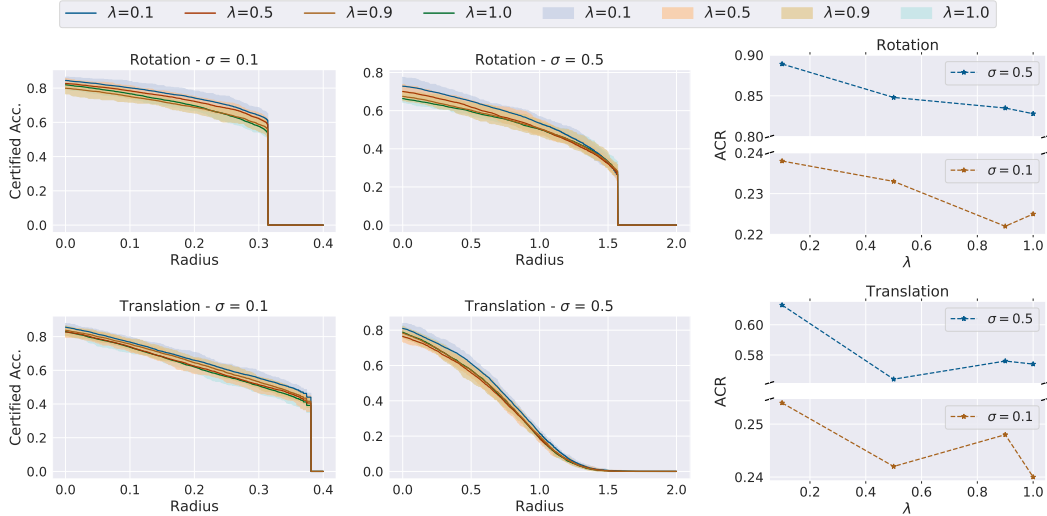 λ=0.1 λ=0.5 λ=0.9 λ=1.0 λ=0.1 λ=0.5 λ=0.9 λ=1.0
Rotation - σ = 0.1
Certified Acc.
0.8
0.6
0.4
0.2
0.0
0.0 0.1 0.2 0.3 0.4
Radius
Rotation - σ = 0.5
0.8
0.6
0.4
0.2
0.0
0.0 0.5 1.0 1.5 2.0
Radius
Rotation
ACR
0.90
0.85
0.80
σ = 0.5
0.24
0.23
0.22
σ = 0.1
0.2 0.4 0.6 0.8 1.0
λ
Translation - σ = 0.1
Certified Acc.
0.8
0.6
0.4
0.2
0.0
0.0 0.1 0.2 0.3 0.4
Radius
Translation - σ = 0.5
0.8
0.6
0.4
0.2
0.0
0.0 0.5 1.0 1.5 2.0
Radius
Translation
ACR
0.60
0.58
σ = 0.5
0.25
0.24
σ = 0.1
0.2 0.4 0.6 0.8 1.0
λ